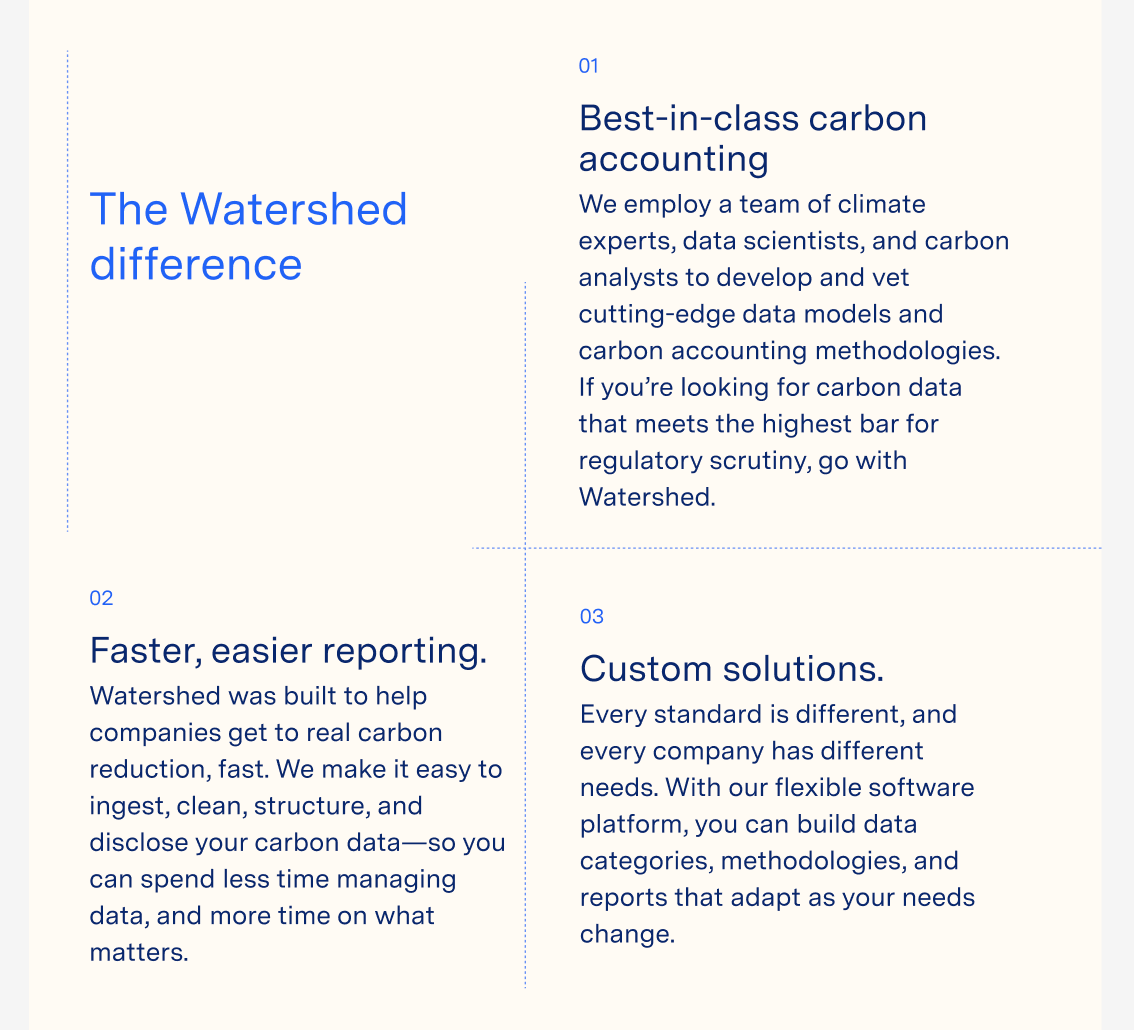 The Watershed
difference
01
Best-in-class carbon
accounting
We employ a team of climate
experts, data scientists, and carbon
analysts to develop and vet
cutting-edge data models and
carbon accounting methodologies.
If you’re looking for carbon data
that meets the highest bar for
regulatory scrutiny, go with
Watershed.
02
Faster, easier reporting.
Watershed was built to help
companies get to real carbon
reduction, fast. We make it easy to
ingest, clean, structure, and
disclose your carbon data—so you
can spend less time managing
data, and more time on what
matters.
03
Custom solutions.
Every standard is different, and
every company has different
needs. With our flexible software
platform, you can build data
categories, methodologies, and
reports that adapt as your needs
change.